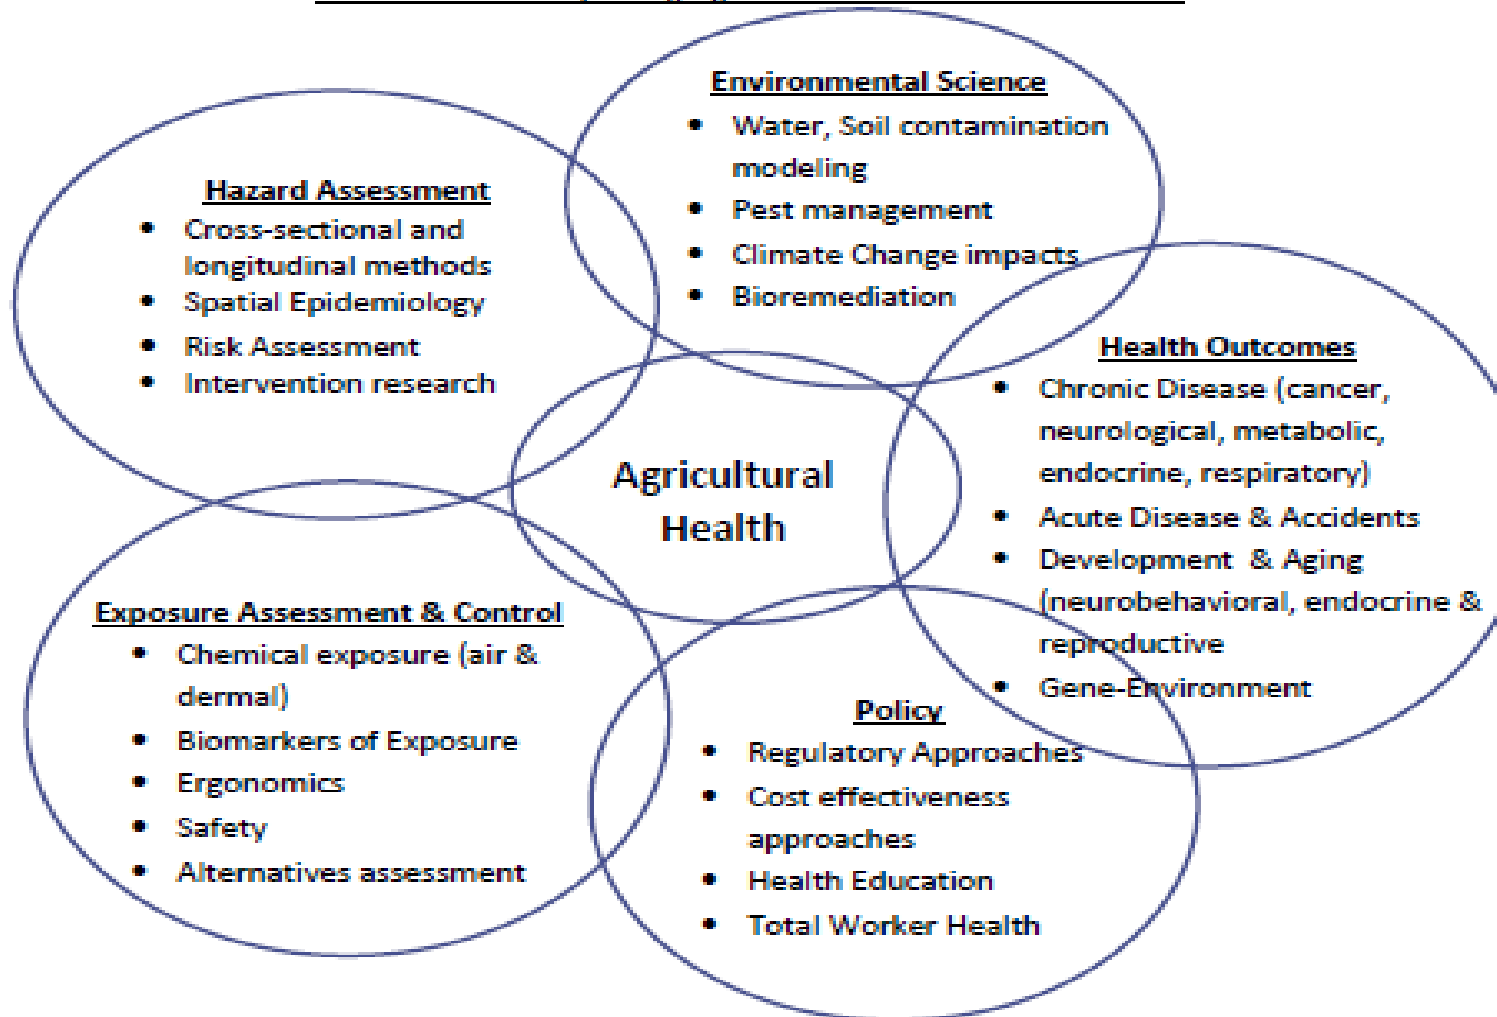 Environmental Science
• Water, Soil contamination
modeling
• Pest management
• Climate Change impacts
• Bioremediation
Hazard Assessment
• Cross-sectional and
longitudinal methods
• Spatial Epidemiology
• Risk Assessment
• Intervention research
Health Outcomes
• Chronic Disease (cancer,
neurological, metabolic,
endocrine, respiratory)
• Acute Disease & Accidents
• Development & Aging
(neurobehavioral, endocrine &
reproductive
• Gene-Environment
Agricultural
Health
Exposure Assessment & Control
• Chemical exposure (air &
dermal)
• Biomarkers of Exposure
• Ergonomics
• Safety
• Alternatives assessment
Policy
• Regulatory Approaches
• Cost effectiveness
approaches
• Health Education
• Total Worker Health